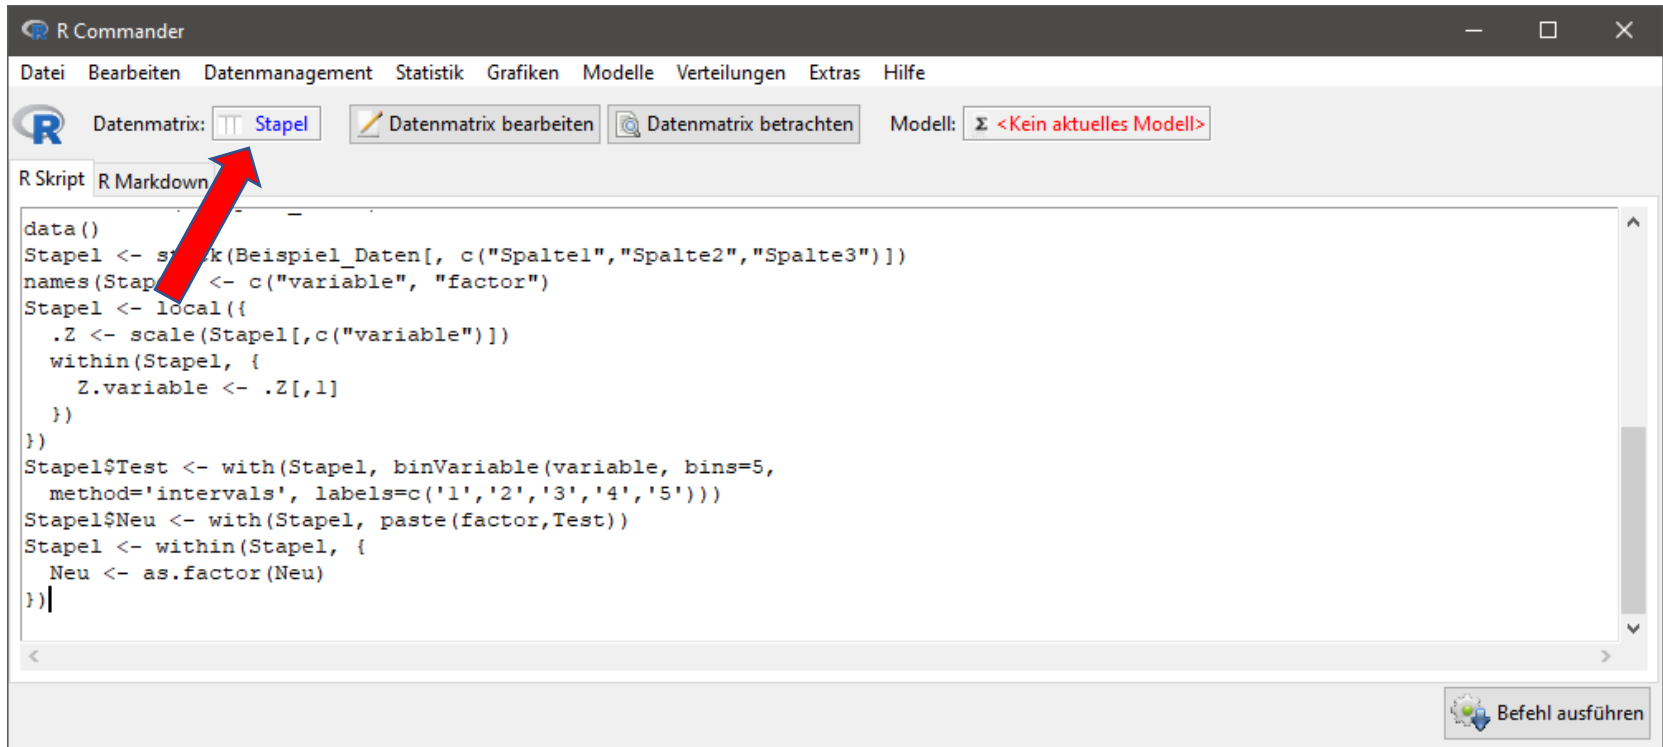 R Commander
Datei Bearbeiten Datenmanagement Statistik Grafiken Modelle Verteilungen Extras Hilfe
R Datenmatrix: Stapel Datenmatrix bearbeiten Datenmatrix betrachten Modell: Σ <Kein aktuelles Modell>
R Skript R Markdown
data()
Stapel <- st k(Beispiel_Daten[, c("Spalte1","Spalte2","Spalte3")])
names(Stap <- c("variable", "factor")
Stapel <- local({
  .Z <- scale(Stapel[,c("variable")])
  within(Stapel, {
    Z.variable <- .Z[,1]
  })
})
Stapel$Test <- with(Stapel, binVariable(variable, bins=5,
  method='intervals', labels=c('1','2','3','4','5')))
Stapel$Neu <- with(Stapel, paste(factor,Test))
Stapel <- within(Stapel, {
  Neu <- as.factor(Neu)
})
Befehl ausführen